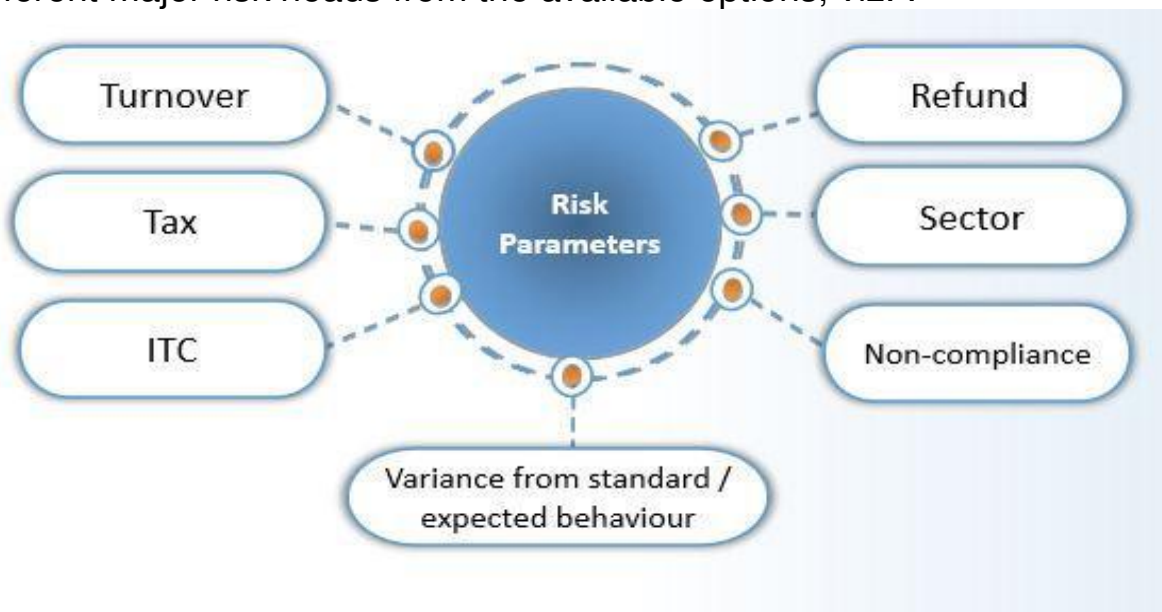 Turnover
Tax
ITC
Risk
Parameters
Refund
Sector
Non-compliance
Variance from standard /
expected behaviour